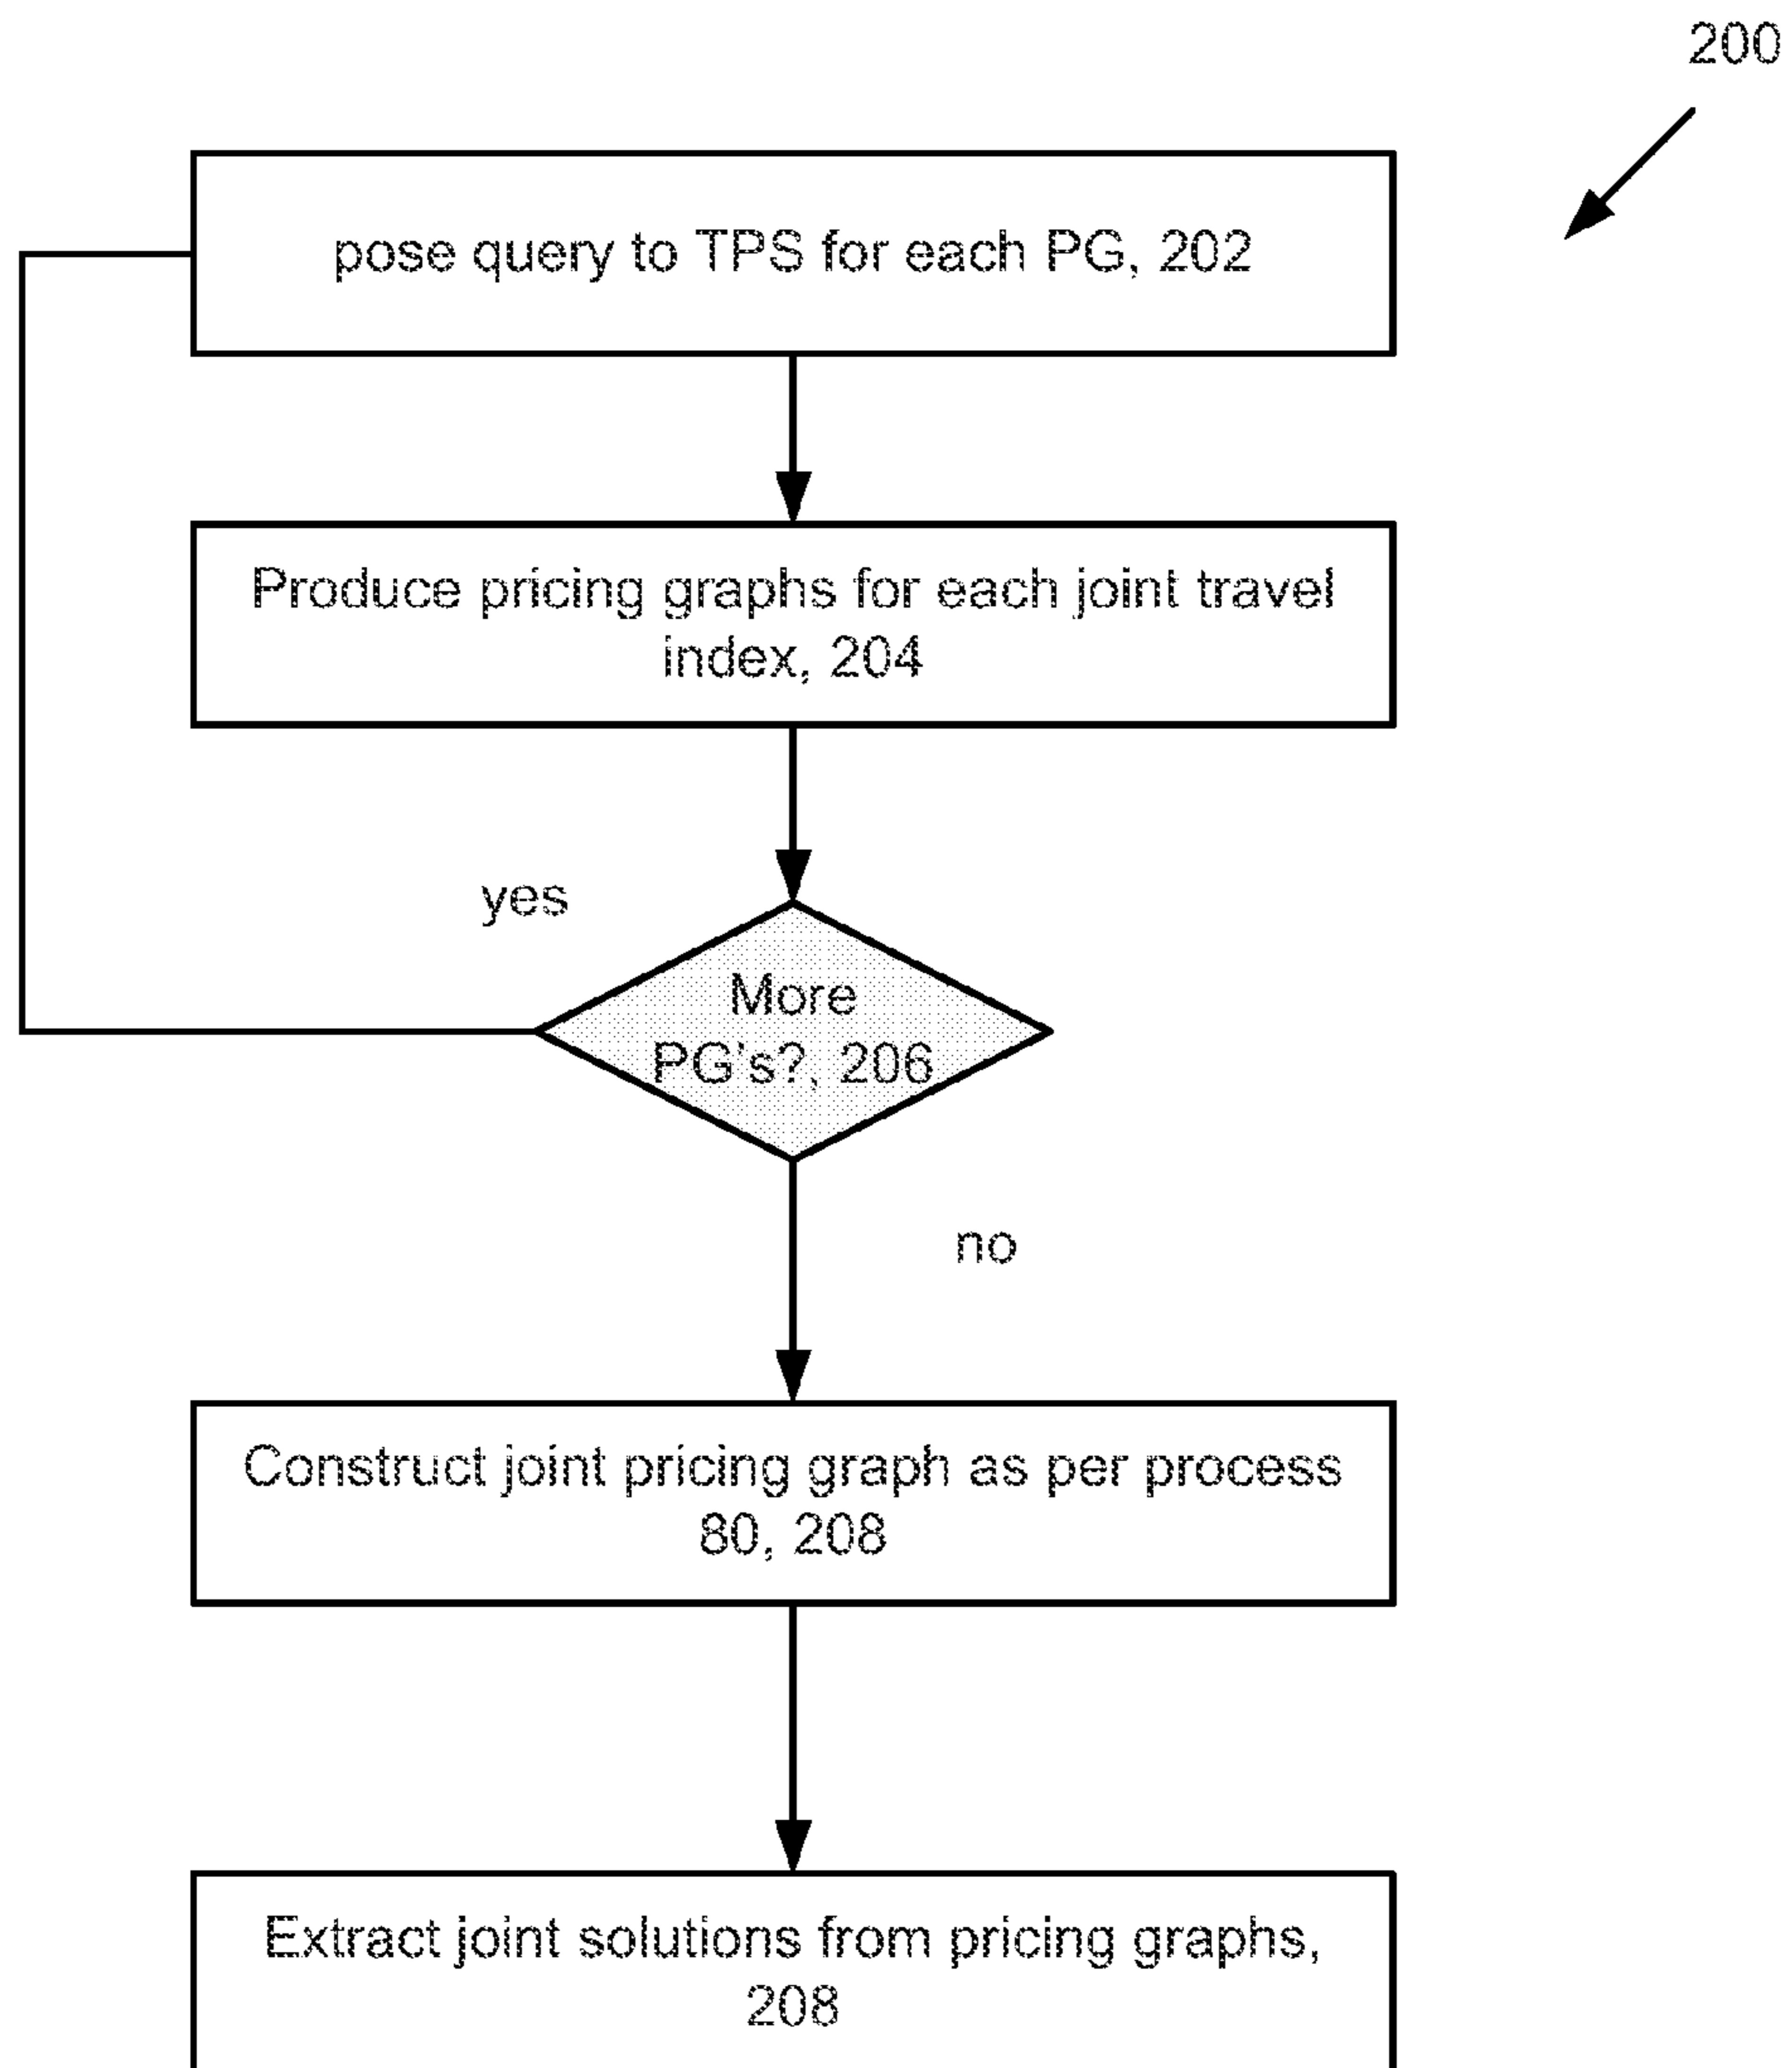 200
pose query to TPS for each PG, 202
Produce pricing graphs for each joint travel
index, 204
yes
More
PG's?, 206
no
Construct joint pricing graph as per process
80, 208
Extract joint solutions from pricing graphs,
208